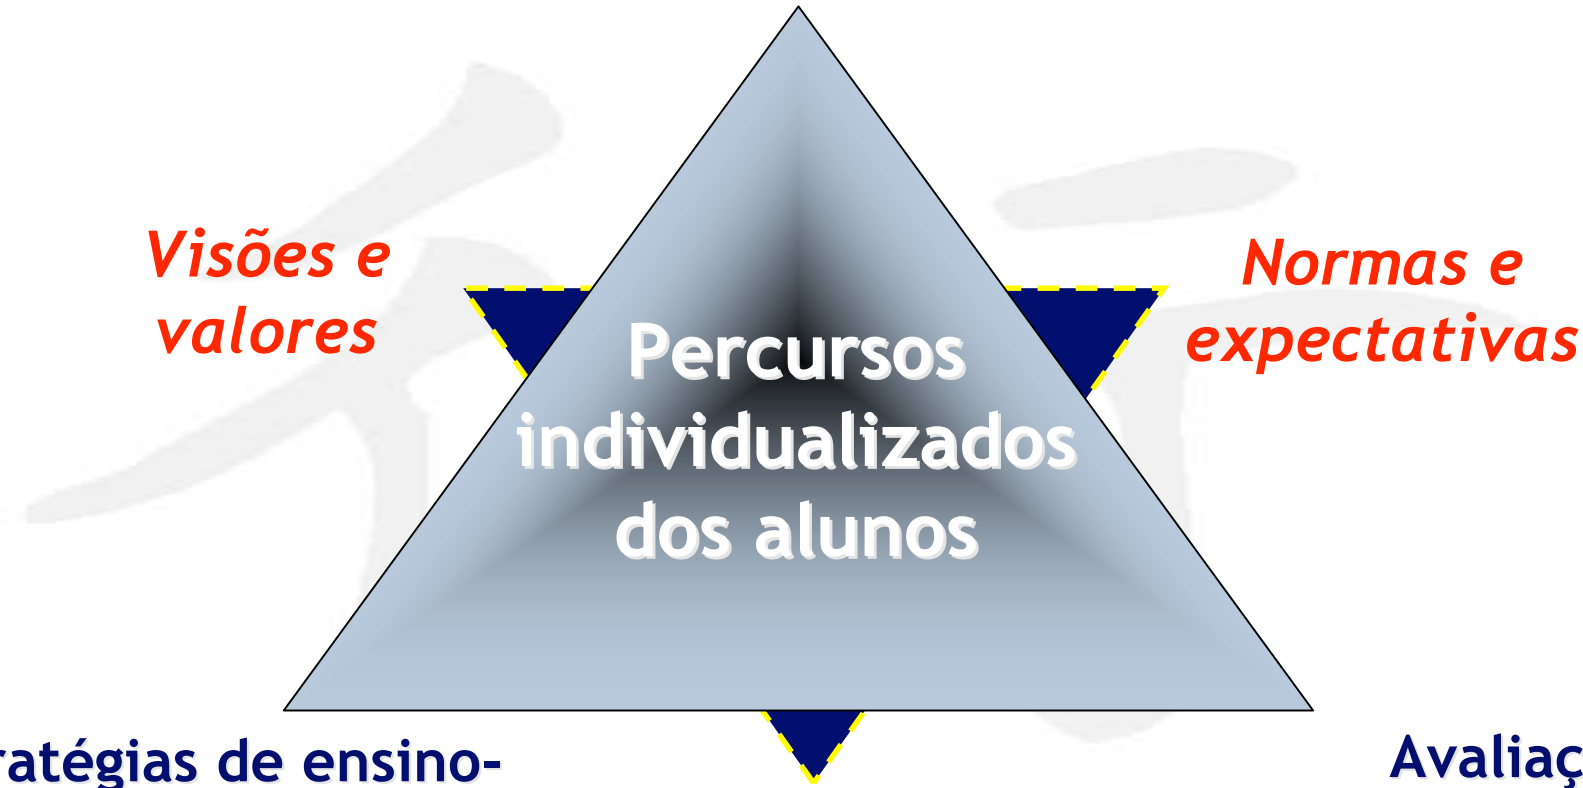 Visões e
valores
Normas e
expectativas
Percursos
individualizados
dos alunos
ratégias de ensino-
Avaliaç